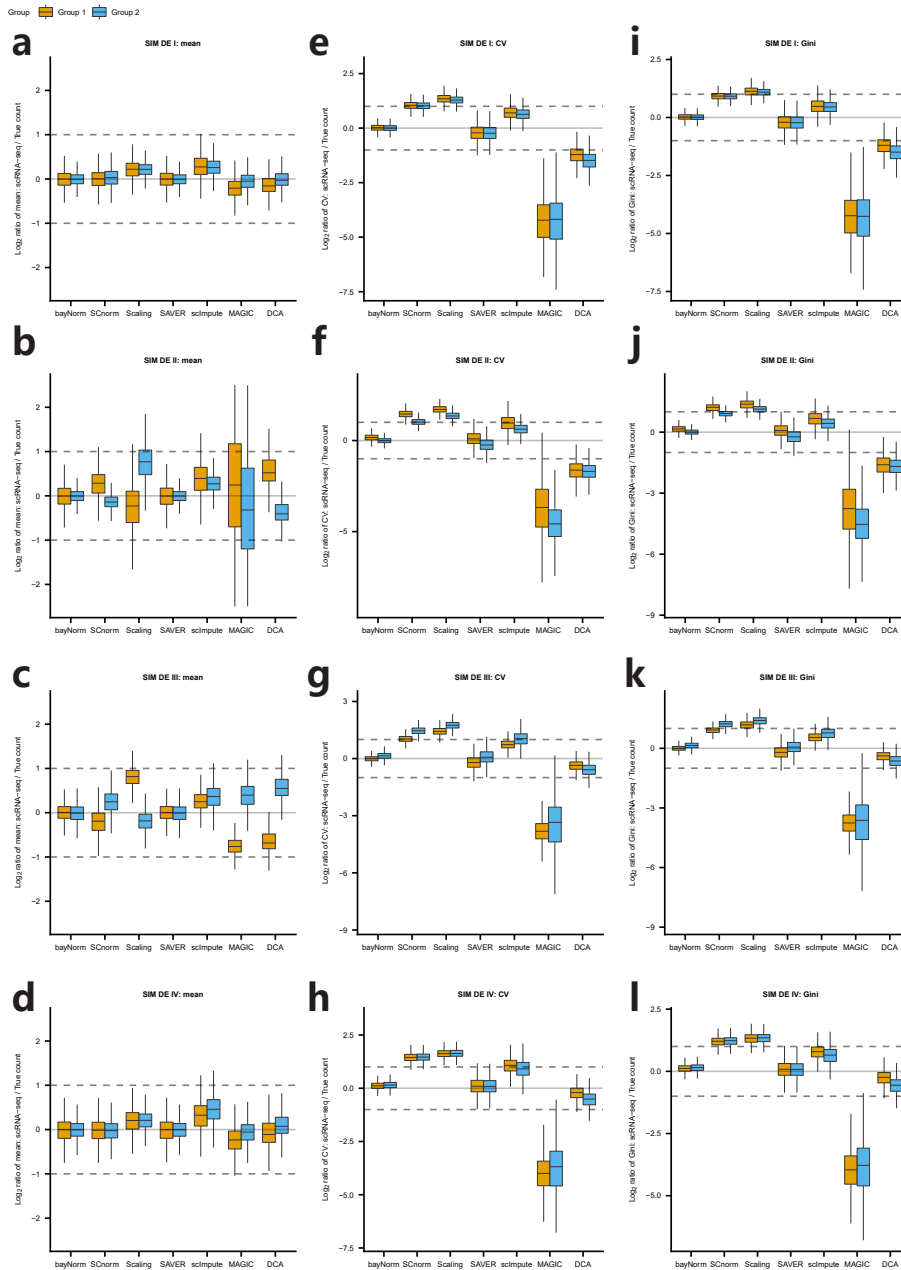 Group Group 1 Group 2
a
SIM DE I: mean
Log2 ratio of mean: scRNA−seq / True count
2
1
0
−1
−2
bayNorm SCnorm Scaling SAVER scImpute MAGIC DCA
e
SIM DE I: CV
Log2 ratio of CV: scRNA−seq / True count
2.5
0.0
−2.5
−5.0
−7.5
bayNorm SCnorm Scaling SAVER scImpute MAGIC DCA
i
SIM DE I: Gini
Log2 ratio of Gini: scRNA−seq / True count
2.5
0.0
−2.5
−5.0
−7.5
bayNorm SCnorm Scaling SAVER scImpute MAGIC DCA
b
SIM DE II: mean
Log2 ratio of mean: scRNA−seq / True count
2
1
0
−1
−2
bayNorm SCnorm Scaling SAVER scImpute MAGIC DCA
f
SIM DE II: CV
Log2 ratio of CV: scRNA−seq / True count
0
−5
bayNorm SCnorm Scaling SAVER scImpute MAGIC DCA
j
SIM DE II: Gini
Log2 ratio of Gini: scRNA−seq / True count
0
−3
−6
−9
bayNorm SCnorm Scaling SAVER scImpute MAGIC DCA
c
SIM DE III: mean
Log2 ratio of mean: scRNA−seq / True count
2
1
0
−1
−2
bayNorm SCnorm Scaling SAVER scImpute MAGIC DCA
g
SIM DE III: CV
Log2 ratio of CV: scRNA−seq / True count
3
0
−3
−6
−9
bayNorm SCnorm Scaling SAVER scImpute MAGIC DCA
k
SIM DE III: Gini
Log2 ratio of Gini: scRNA−seq / True count
0
−3
−6
−9
bayNorm SCnorm Scaling SAVER scImpute MAGIC DCA
d
SIM DE IV: mean
Log2 ratio of mean: scRNA−seq / True count
2
1
0
−1
−2
bayNorm SCnorm Scaling SAVER scImpute MAGIC DCA
h
SIM DE IV: CV
Log2 ratio of CV: scRNA−seq / True count
2.5
0.0
−2.5
−5.0
−7.5
bayNorm SCnorm Scaling SAVER scImpute MAGIC DCA
l
SIM DE IV: Gini
Log2 ratio of Gini: scRNA−seq / True count
2.5
0.0
−2.5
−5.0
bayNorm SCnorm Scaling SAVER scImpute MAGIC DCA